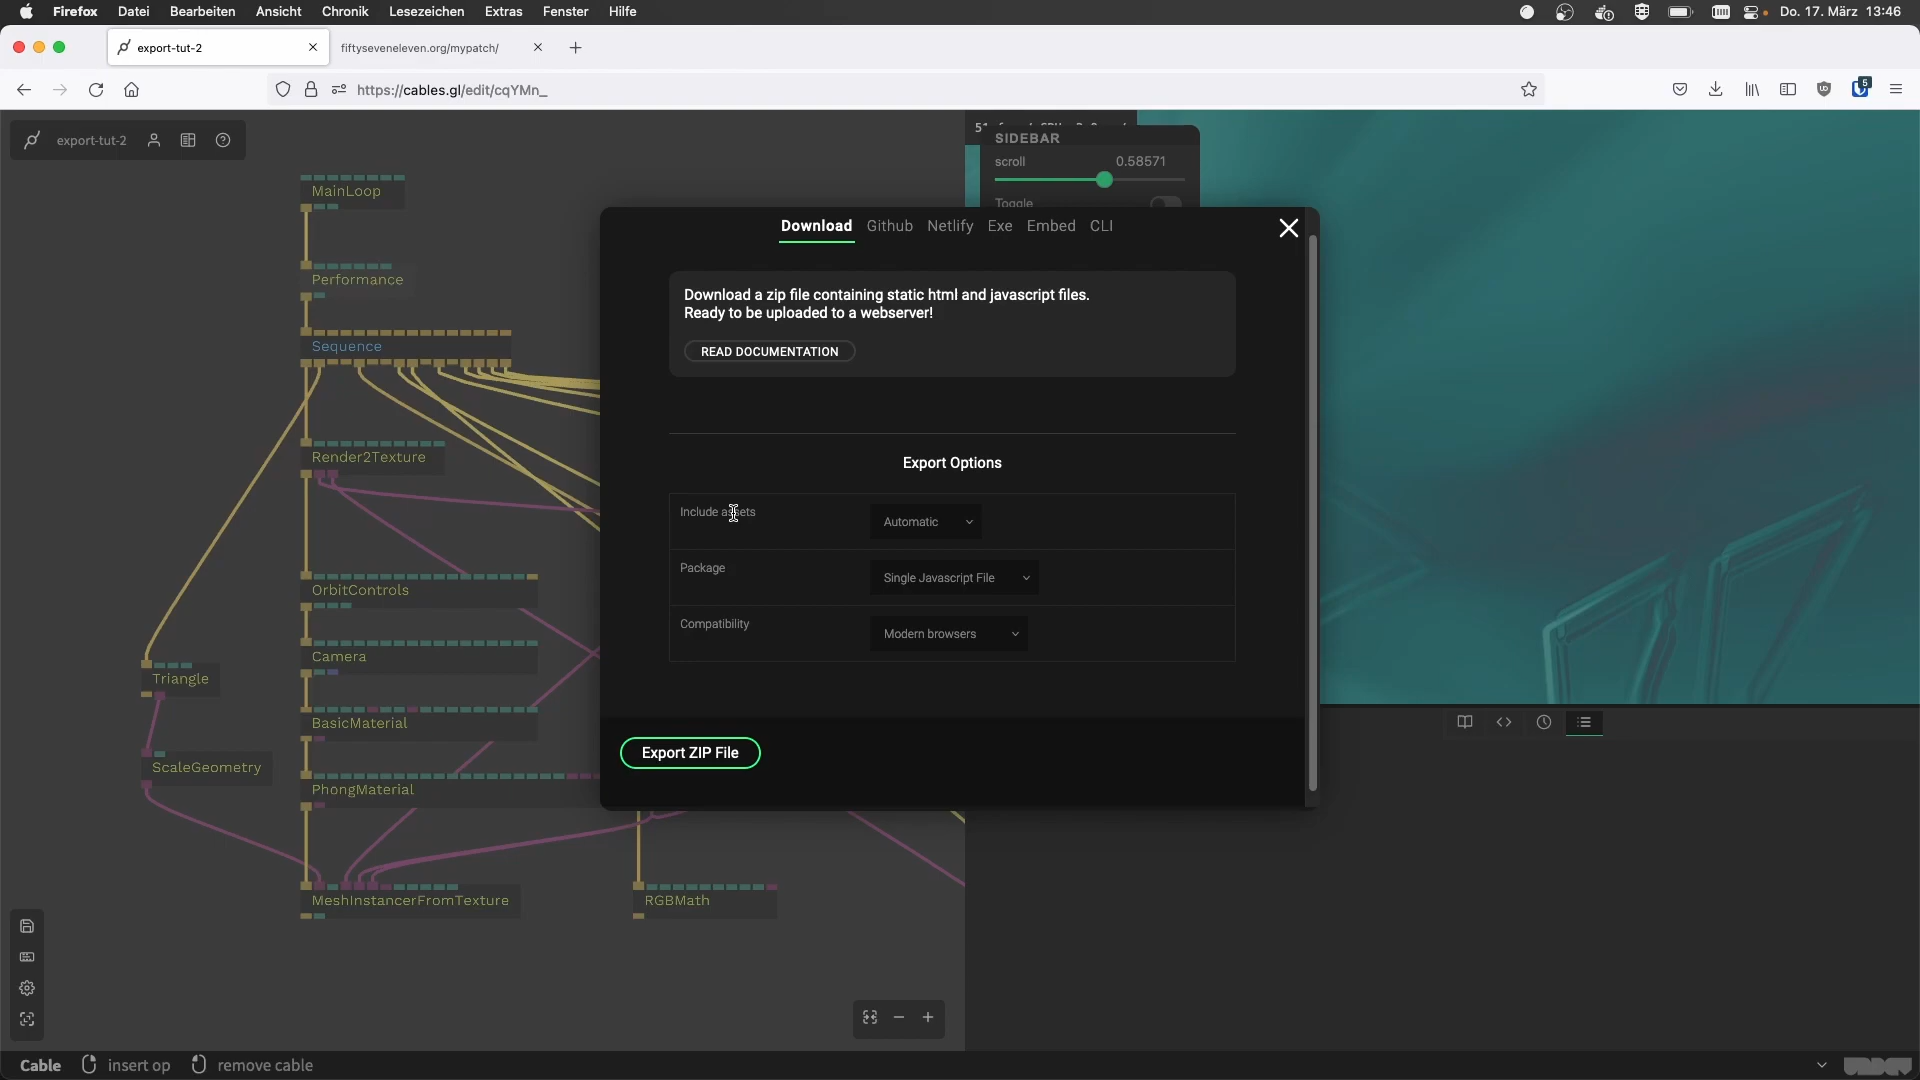 Firefox Datei Bearbeiten Ansicht Chronik Lesezeichen Extras Fenster Hilfe
Do. 17. März 13:46
export-tut-2
fiftyseveneleven.org/mypatch/
https://cables.gl/edit/cqYMn_
5
export-tut-2
SIDEBAR
scroll 0.58571
Toggle
MainLoop
Performance
Sequence
Render2Texture
OrbitControls
Camera
Triangle
BasicMaterial
ScaleGeometry
PhongMaterial
MeshInstancerFromTexture
RGBMath
Download Github Netlify Exe Embed CLI
Download a zip file containing static html and javascript files.
Ready to be uploaded to a webserver!
READ DOCUMENTATION
Export Options
Include assets Automatic
Package Single Javascript File
Compatibility Modern browsers
Export ZIP File
Cable insert op remove cable